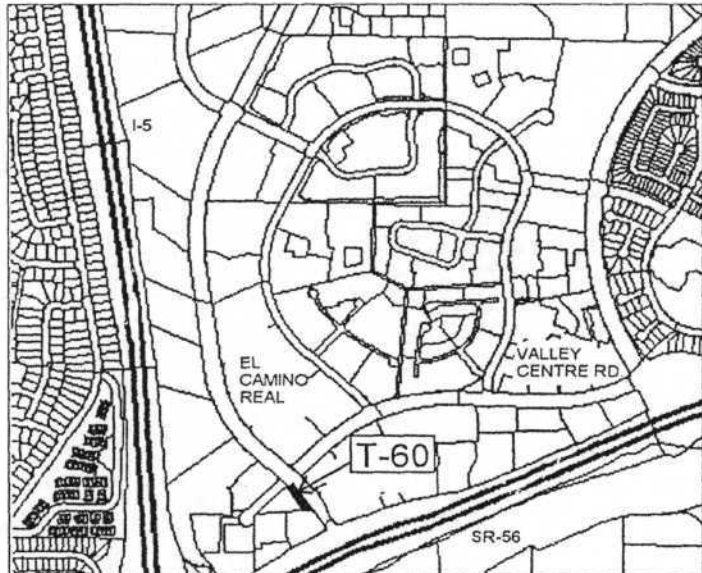 I-5
EL
CAMINO
REAL
VALLEY
CENTRE RD.
T-60
SR-56